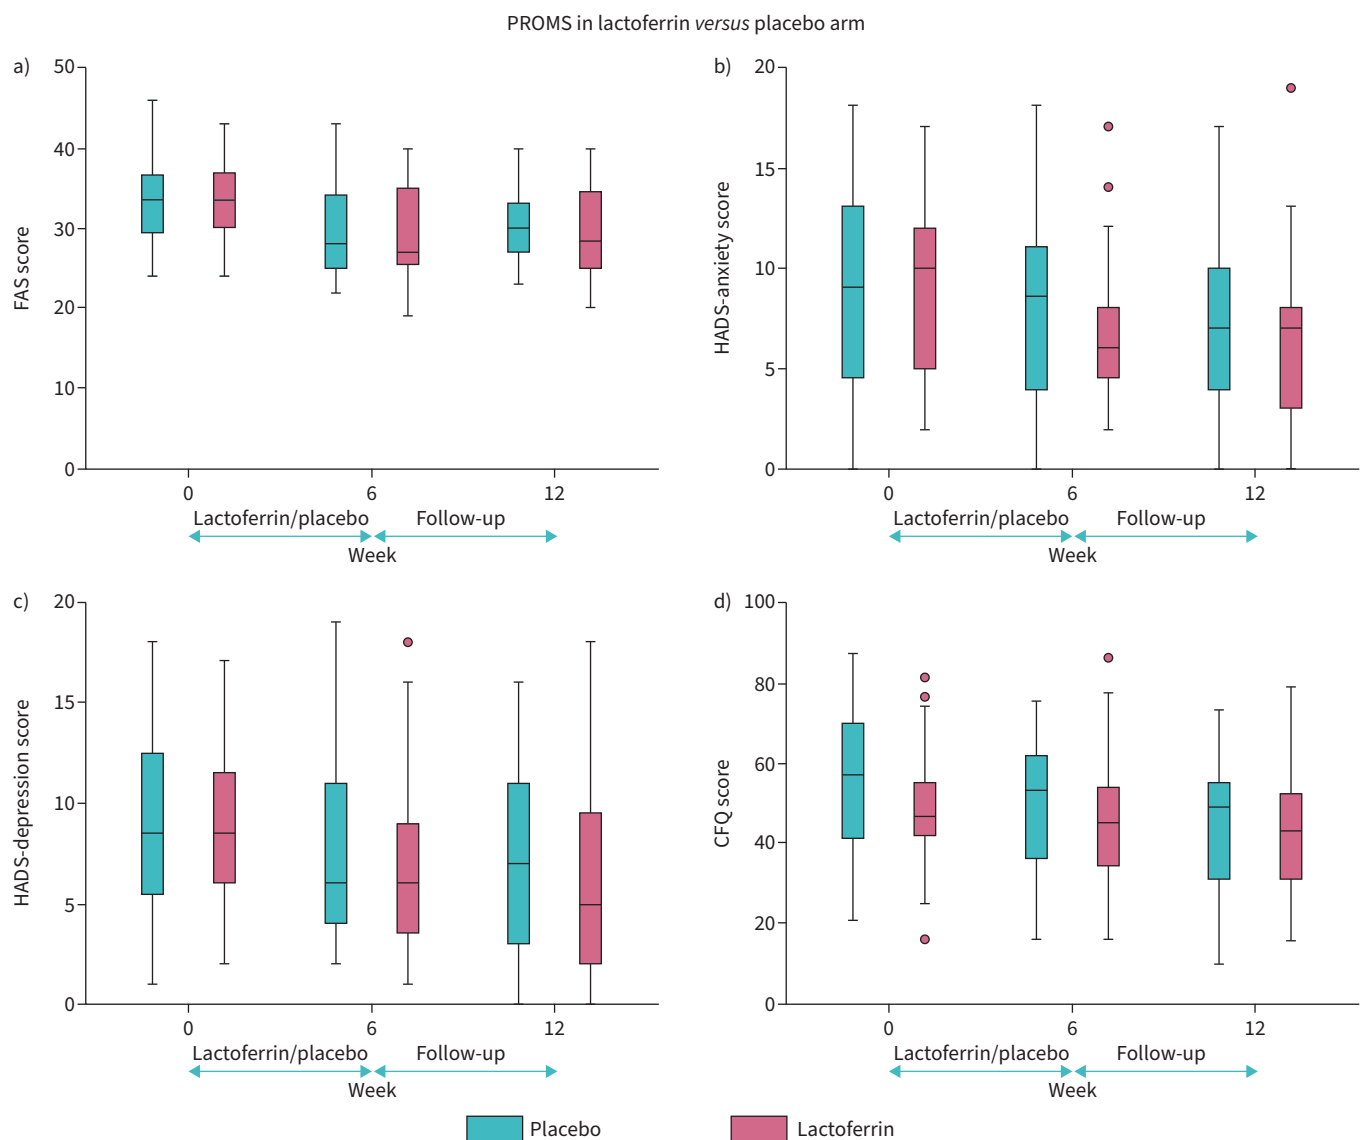 PROMS in lactoferrin versus placebo arm
a)
50
40
30
20
10
0
FAS score
0 6 12
Lactoferrin/placebo Follow-up
Week
b)
20
15
10
5
0
HADS-anxiety score
0 6 12
Lactoferrin/placebo Follow-up
Week
c)
20
15
10
5
0
HADS-depression score
0 6 12
Lactoferrin/placebo Follow-up
Week
d)
100
80
60
40
20
0
CFQ score
0 6 12
Lactoferrin/placebo Follow-up
Week
Placebo Lactoferrin